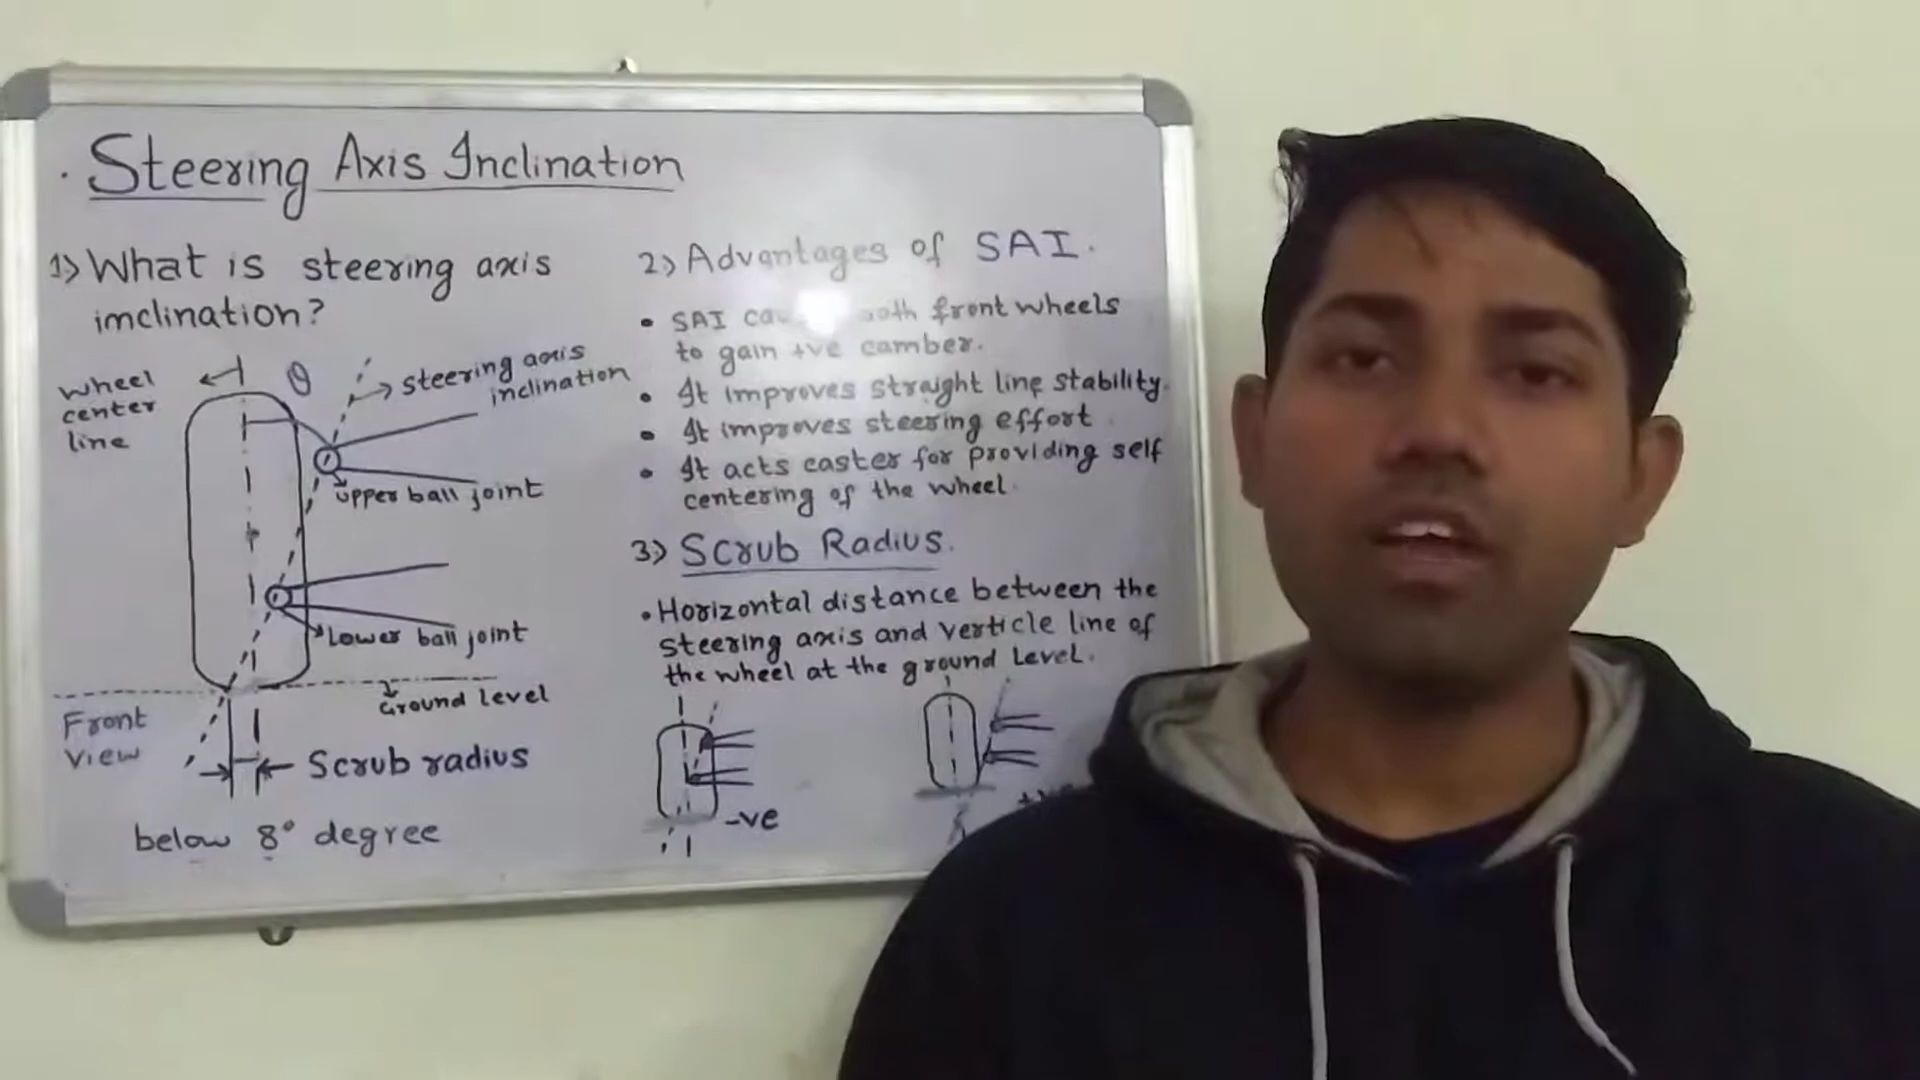 Steering Axis Inclination
1) What is steering axis
imclination?
wheel
center
line
θ
steering axis
inclination
upper ball joint
Lower ball joint
Ground level
Front
View
Scrub radius
below 8° degree
2) Advantages of SAI.
• SAI both front wheels
to gain +ve camber.
• It improves straight line stability.
• It improves steering effort.
• It acts caster for providing self
centering of the wheel.
3) Scrub Radius.
• Horizontal distance between the
steering axis and verticle line of
the wheel at the ground level.
-ve